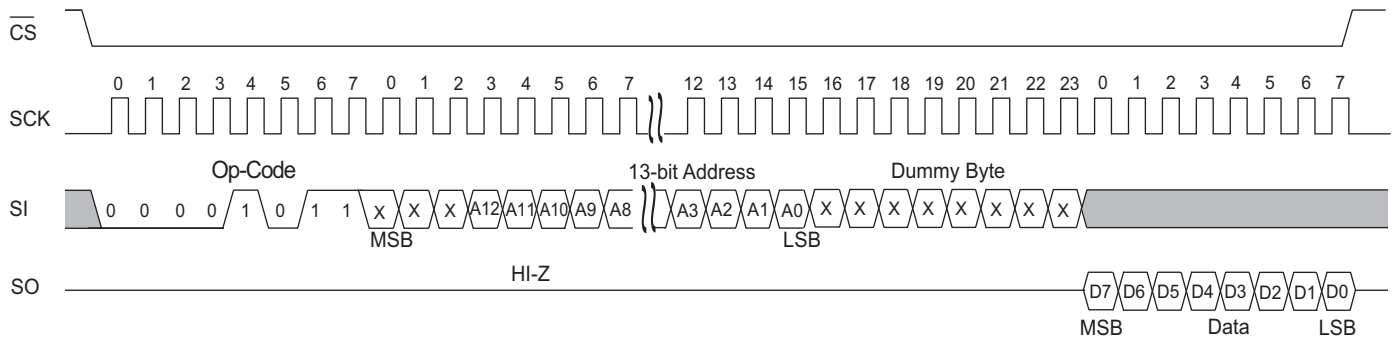 CS
0 1 2 3 4 5 6 7 0 1 2 3 4 5 6 7 12 13 14 15 16 17 18 19 20 21 22 23 0 1 2 3 4 5 6 7
SCK
Op-Code 13-bit Address Dummy Byte
SI 0 0 0 0 1 0 1 1 X X X A12 A11 A10 A9 A8 A3 A2 A1 A0 X X X X X X X X
MSB LSB
HI-Z
SO D7 D6 D5 D4 D3 D2 D1 D0
MSB Data LSB